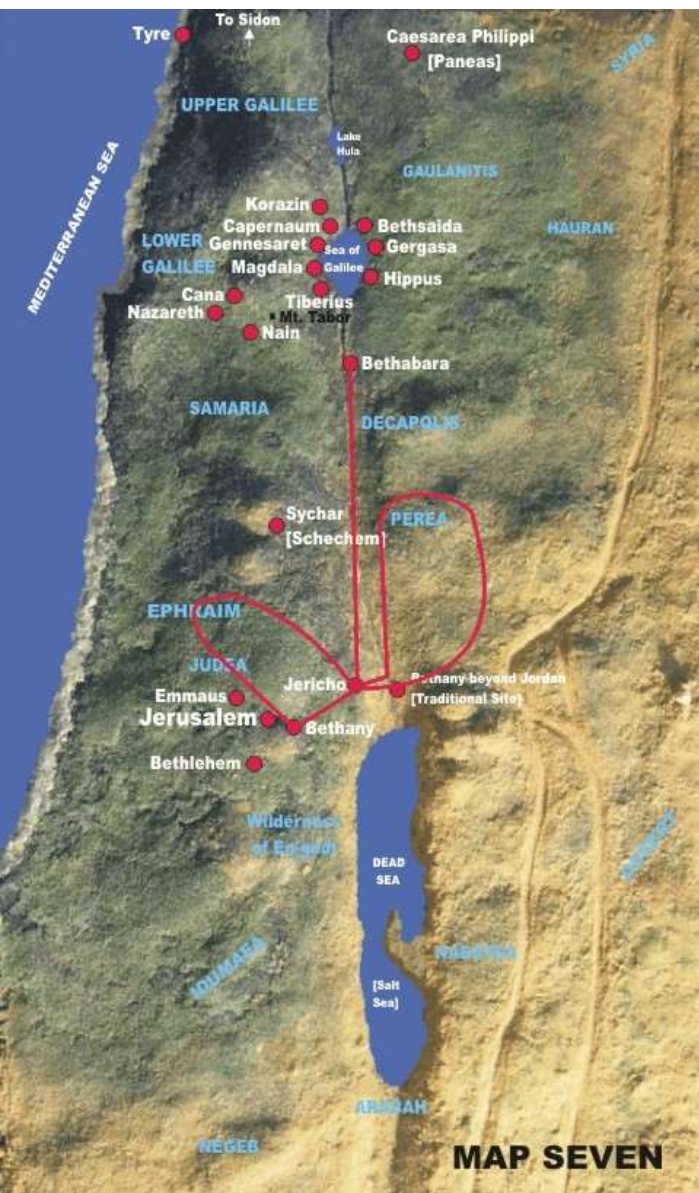 To Sidon
Tyre
Caesarea Philippi
[Paneas]
SYRIA
UPPER GALILEE
Lake
Hula
MEDITERRANEAN SEA
GAULANITIS
Korazin
Capernaum
Bethsaida
HAURAN
LOWER
GALILEE
Gennesaret
Sea of
Galilee
Gergasa
Magdala
Hippus
Cana
Tiberius
Nazareth
Mt. Tabor
Nain
Bethabara
SAMARIA
DECAPOLIS
Sychar
[Schechem]
PEREA
EPHRAIM
JUDEA
Jericho
Bethany beyond Jordan
[Traditional Site]
Emmaus
Jerusalem
Bethany
Bethlehem
Wilderness
of En-gedi
DEAD
SEA
DESERT
IDUMAEA
NABATEA
[Salt
Sea]
ARABAH
NEGEB
MAP SEVEN